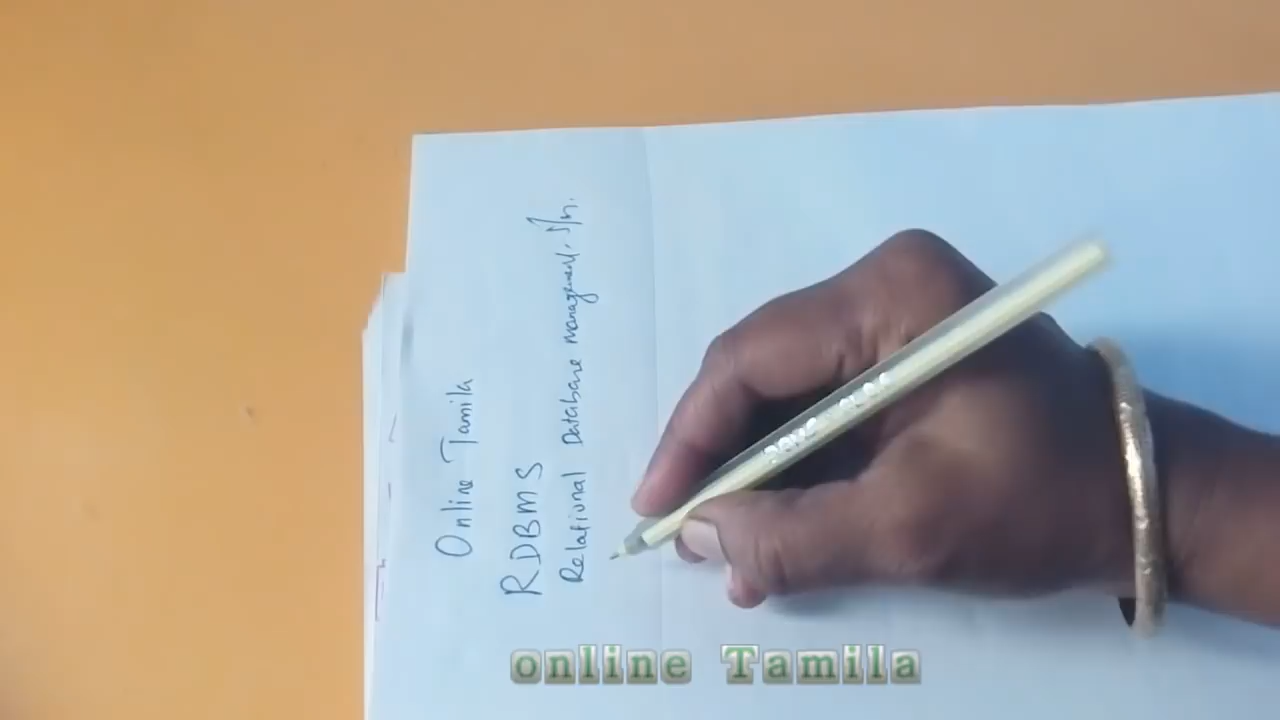 Online Tamila
RDBMS
Relational Database management. S/m.
online Tamila